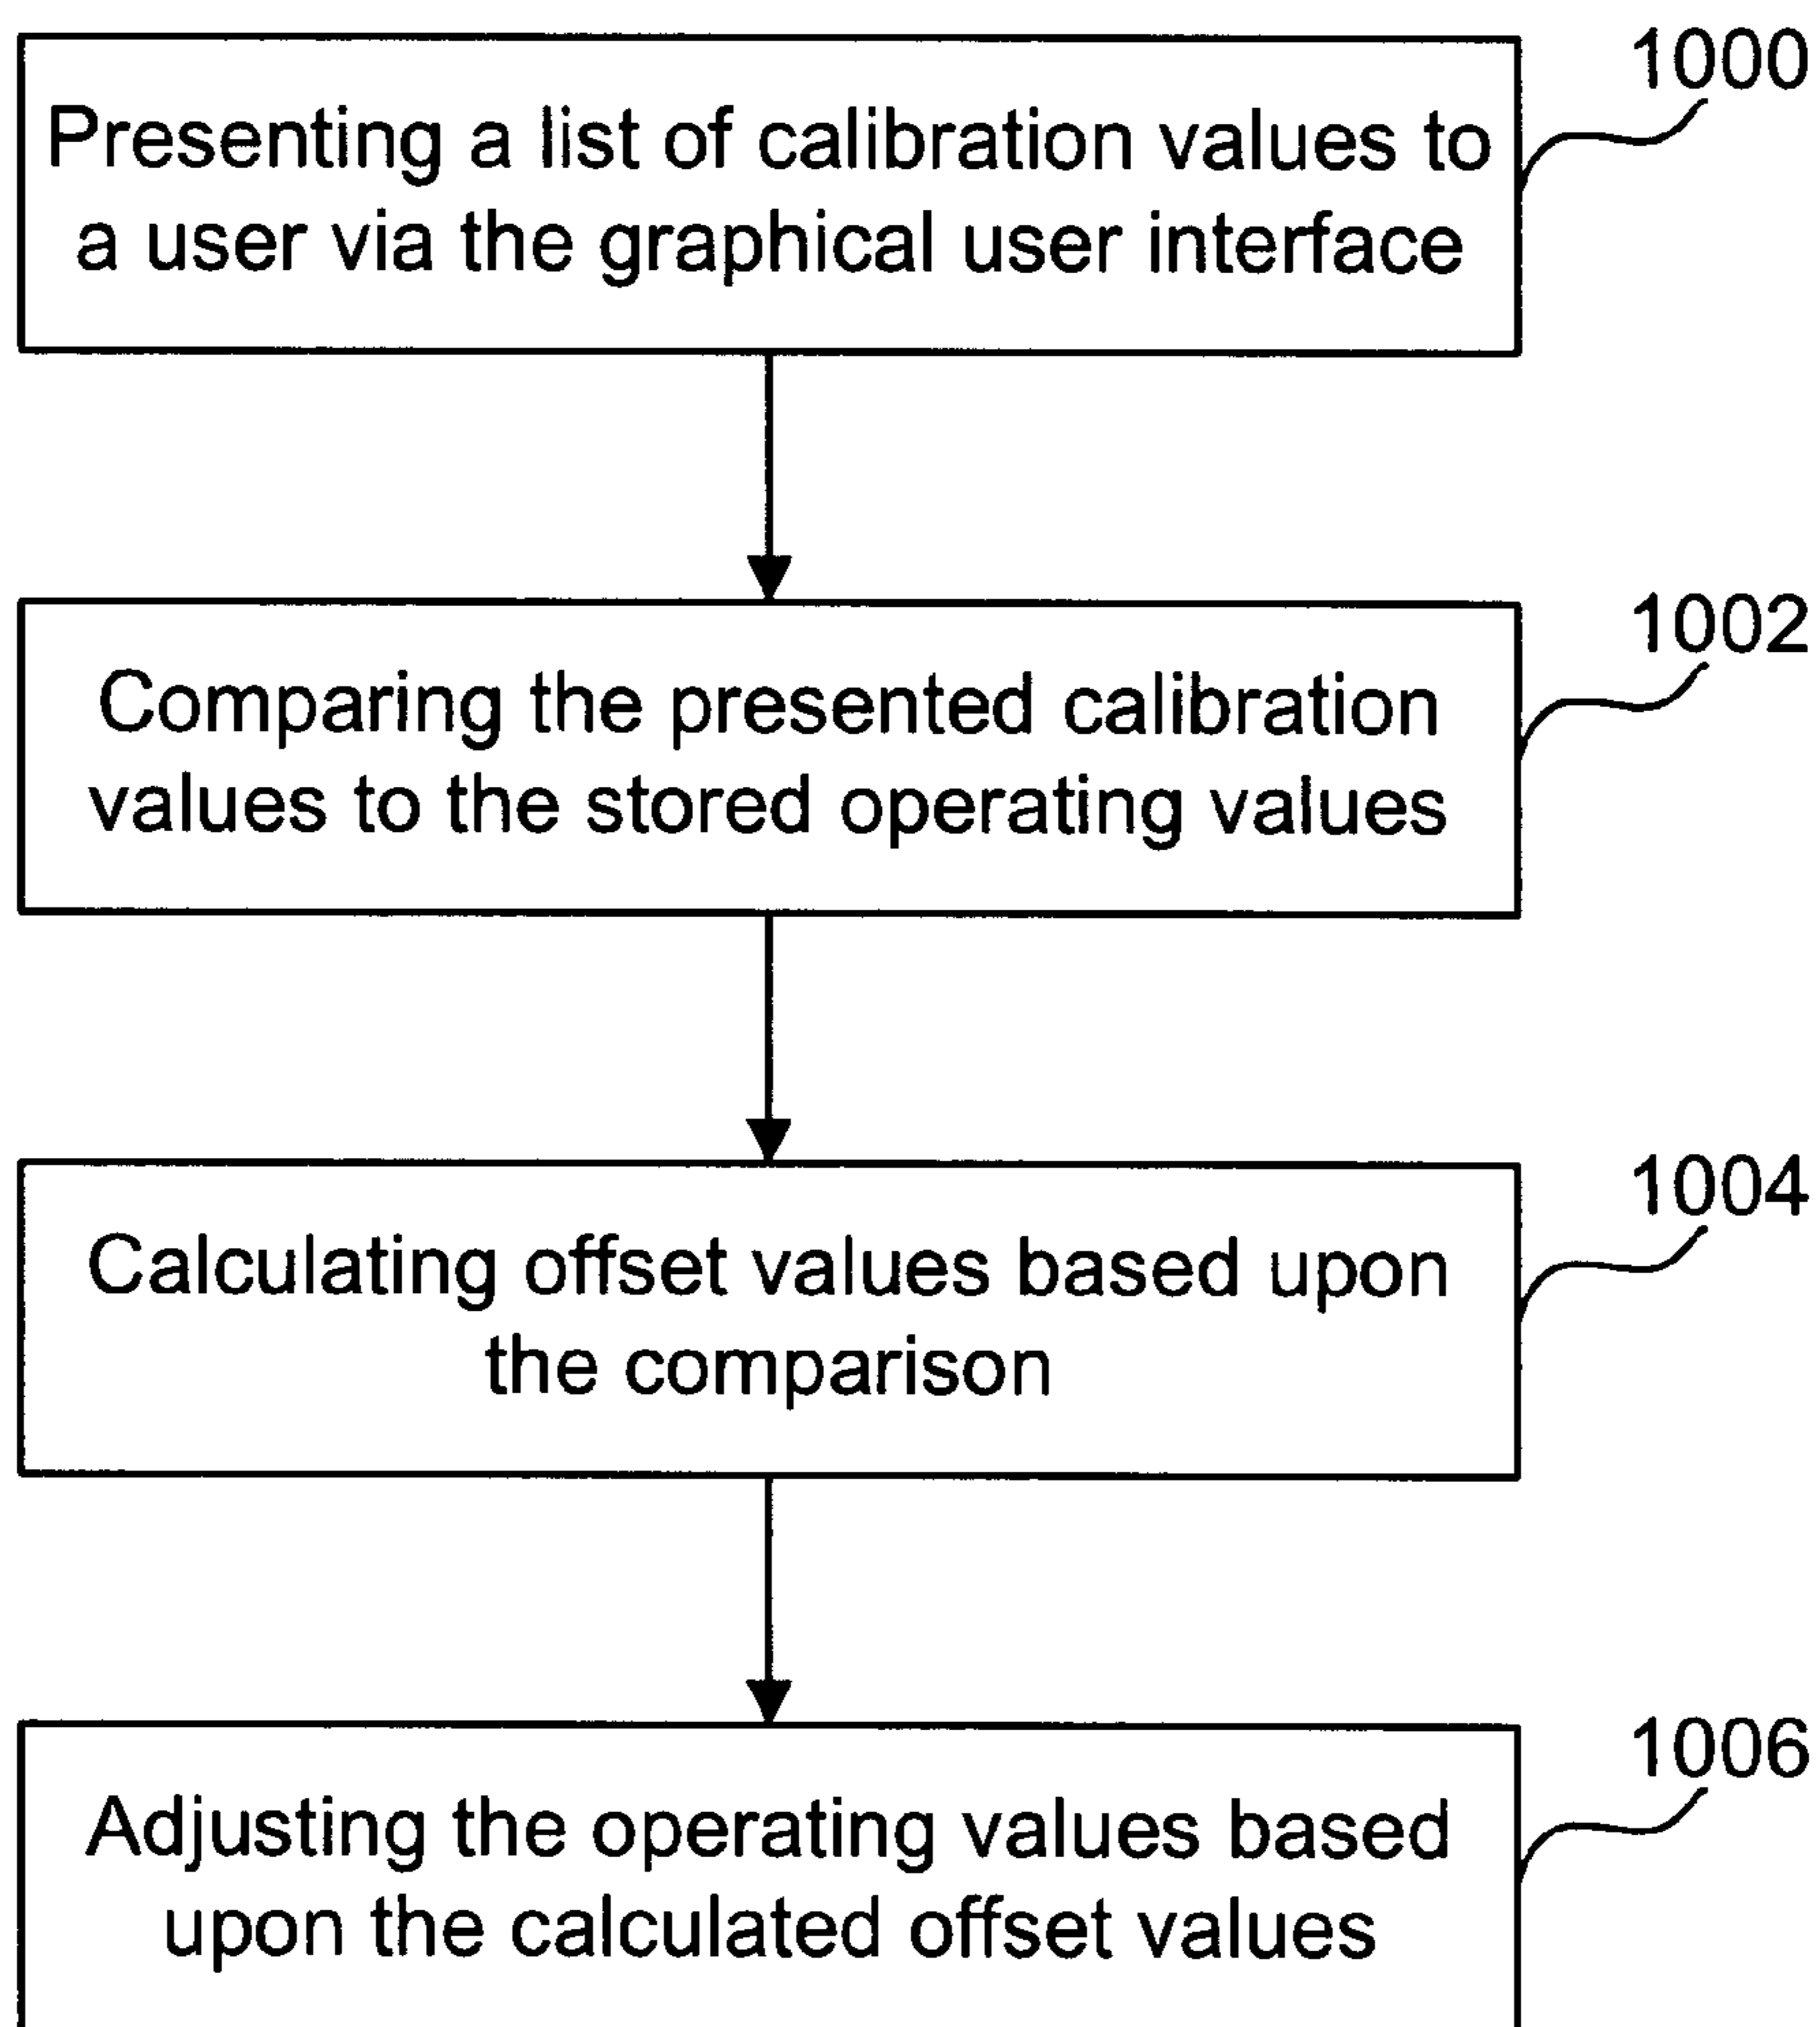 1000
Presenting a list of calibration values to
a user via the graphical user interface
1002
Comparing the presented calibration
values to the stored operating values
1004
Calculating offset values based upon
the comparison
1006
Adjusting the operating values based
upon the calculated offset values